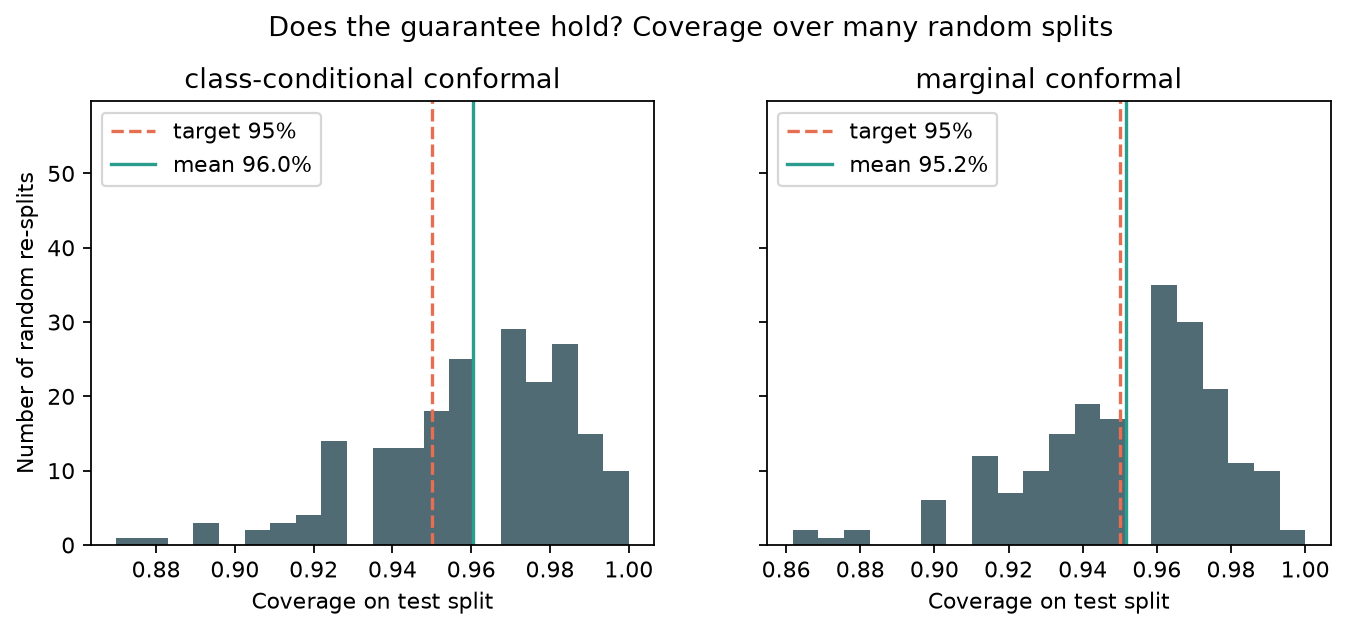 Does the guarantee hold? Coverage over many random splits
class-conditional conformal
target 95%
mean 96.0%
Number of random re-splits
50
40
30
20
10
0
0.88 0.90 0.92 0.94 0.96 0.98 1.00
Coverage on test split
marginal conformal
target 95%
mean 95.2%
0.86 0.88 0.90 0.92 0.94 0.96 0.98 1.00
Coverage on test split